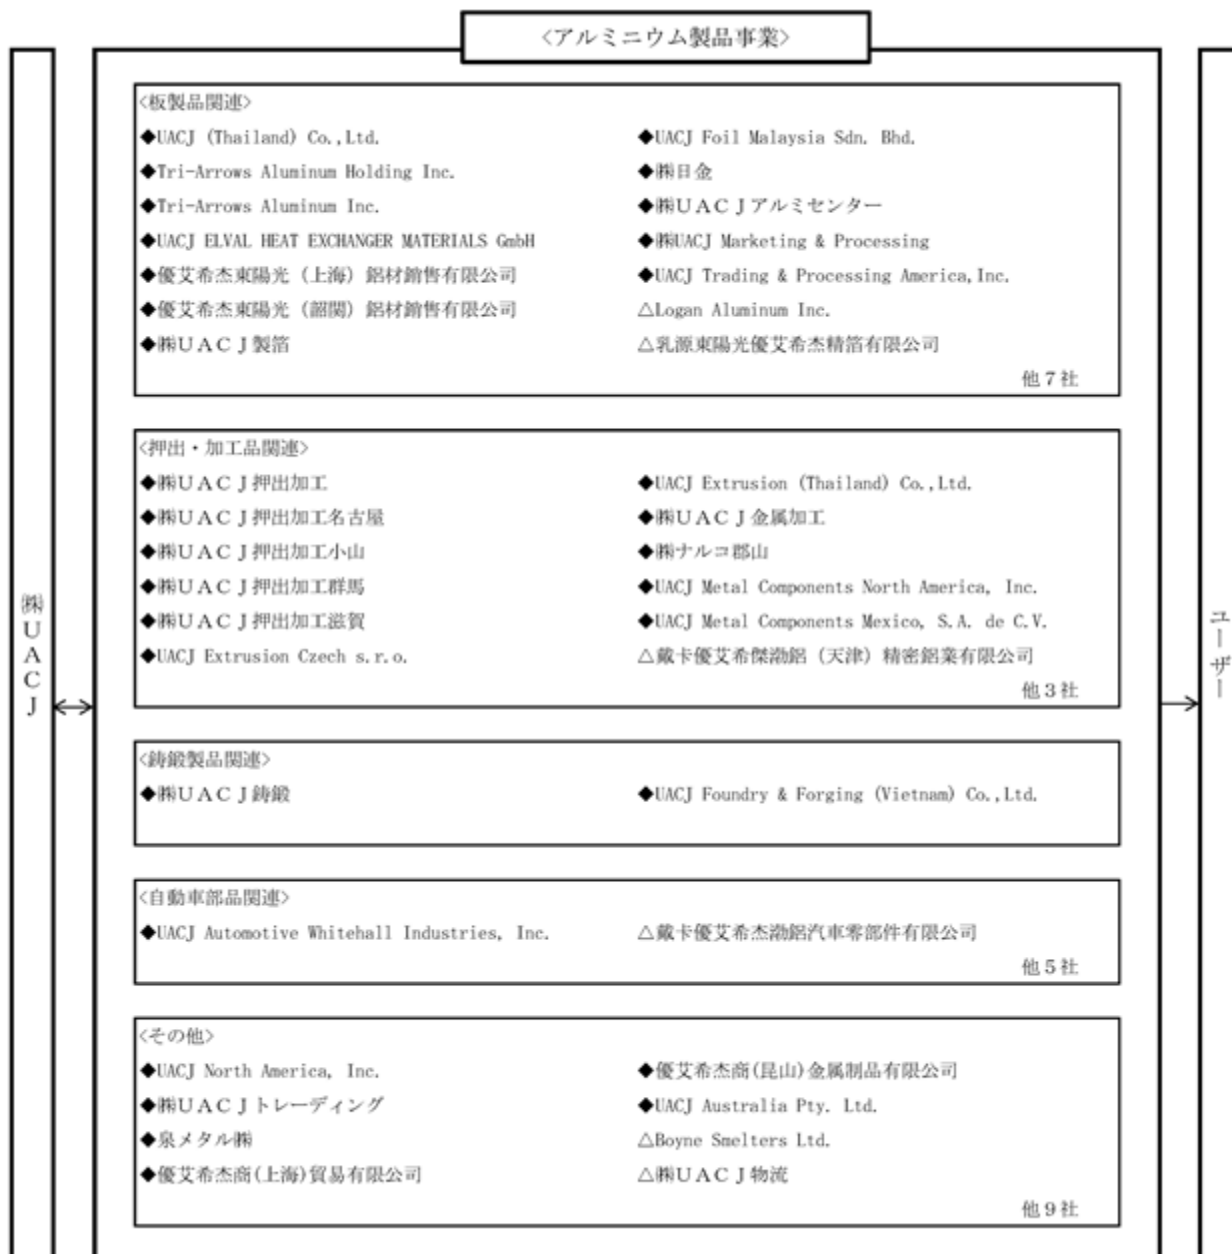 <アルミニウム製品事業>
㈱UACJ
<板製品関連>
◆UACJ (Thailand) Co.,Ltd.
◆Tri-Arrows Aluminum Holding Inc.
◆Tri-Arrows Aluminum Inc.
◆UACJ ELVAL HEAT EXCHANGER MATERIALS GmbH
◆優艾希杰東陽光（上海）鋁材銷售有限公司
◆優艾希杰東陽光（韶関）鋁材銷售有限公司
◆㈱ＵＡＣＪ製箔
◆UACJ Foil Malaysia Sdn. Bhd.
◆㈱日金
◆㈱ＵＡＣＪアルミセンター
◆㈱UACJ Marketing & Processing
◆UACJ Trading & Processing America,Inc.
△Logan Aluminum Inc.
△乳源東陽光優艾希杰精箔有限公司
他７社
<押出・加工品関連>
◆㈱ＵＡＣＪ押出加工
◆㈱ＵＡＣＪ押出加工名古屋
◆㈱ＵＡＣＪ押出加工小山
◆㈱ＵＡＣＪ押出加工群馬
◆㈱ＵＡＣＪ押出加工滋賀
◆UACJ Extrusion Czech s.r.o.
◆UACJ Extrusion (Thailand) Co.,Ltd.
◆㈱ＵＡＣＪ金属加工
◆㈱ナルコ郡山
◆UACJ Metal Components North America, Inc.
◆UACJ Metal Components Mexico, S.A. de C.V.
△戴卡優艾希傑渤鋁（天津）精密鋁業有限公司
他３社
<鋳鍛製品関連>
◆㈱ＵＡＣＪ鋳鍛
◆UACJ Foundry & Forging (Vietnam) Co.,Ltd.
<自動車部品関連>
◆UACJ Automotive Whitehall Industries, Inc.
△戴卡優艾希杰渤鋁汽車零部件有限公司
他５社
<その他>
◆UACJ North America, Inc.
◆㈱ＵＡＣＪトレーディング
◆泉メタル㈱
◆優艾希杰商(上海)貿易有限公司
◆優艾希杰商(昆山)金属制品有限公司
◆UACJ Australia Pty. Ltd.
△Boyne Smelters Ltd.
△㈱ＵＡＣＪ物流
他９社
ユーザー